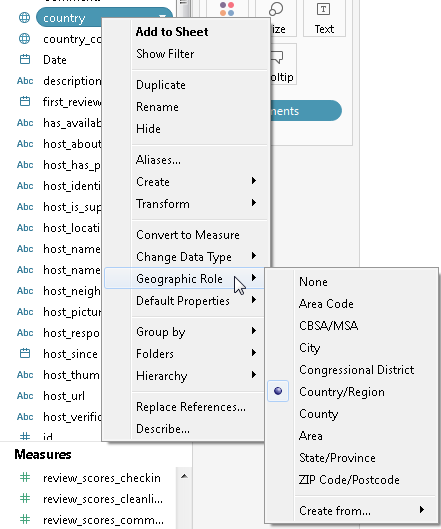 country
country_co
Date
Abc description
first_review
Abc has_availab
Abc host_about
Abc host_has_p
Abc host_identi
Abc host_is_sup
Abc host_locati
Abc host_name
Abc host_name
Abc host_neigh
Abc host_pictur
Abc host_respo
host_since
Abc host_thum
Abc host_url
Abc host_verific
id
Measures
review_scores_checkin
review_scores_cleanli...
review_scores_comm...
Add to Sheet
Show Filter
Duplicate
Rename
Hide
Aliases...
Create
Transform
Convert to Measure
Change Data Type
Geographic Role
Default Properties
Group by
Folders
Hierarchy
Replace References...
Describe...
None
Area Code
CBSA/MSA
City
Congressional District
Country/Region
County
Area
State/Province
ZIP Code/Postcode
Create from...
Size
Text
oltip
ments